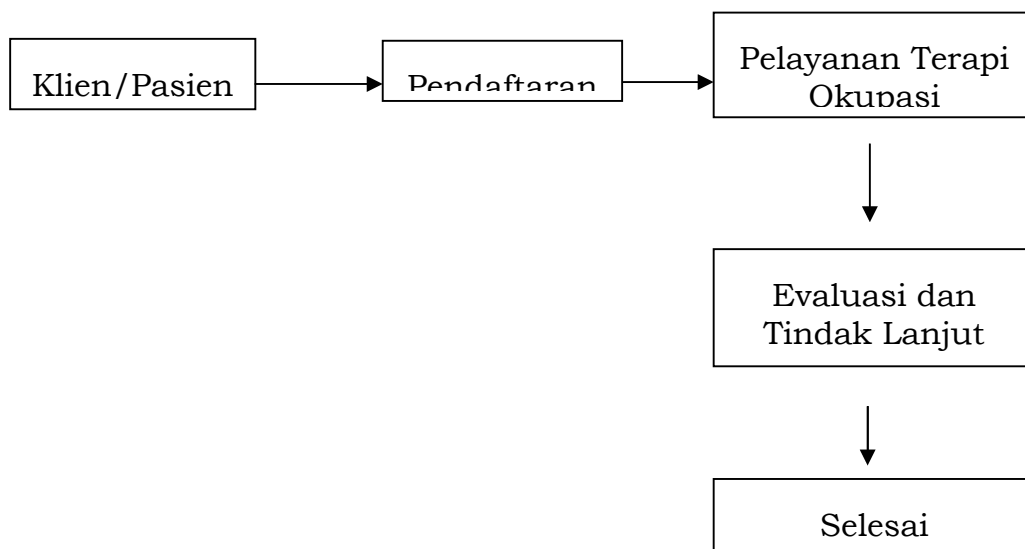 Klien/Pasien
Pendaftaran
Pelayanan Terapi
Okupasi
Evaluasi dan
Tindak Lanjut
Selesai